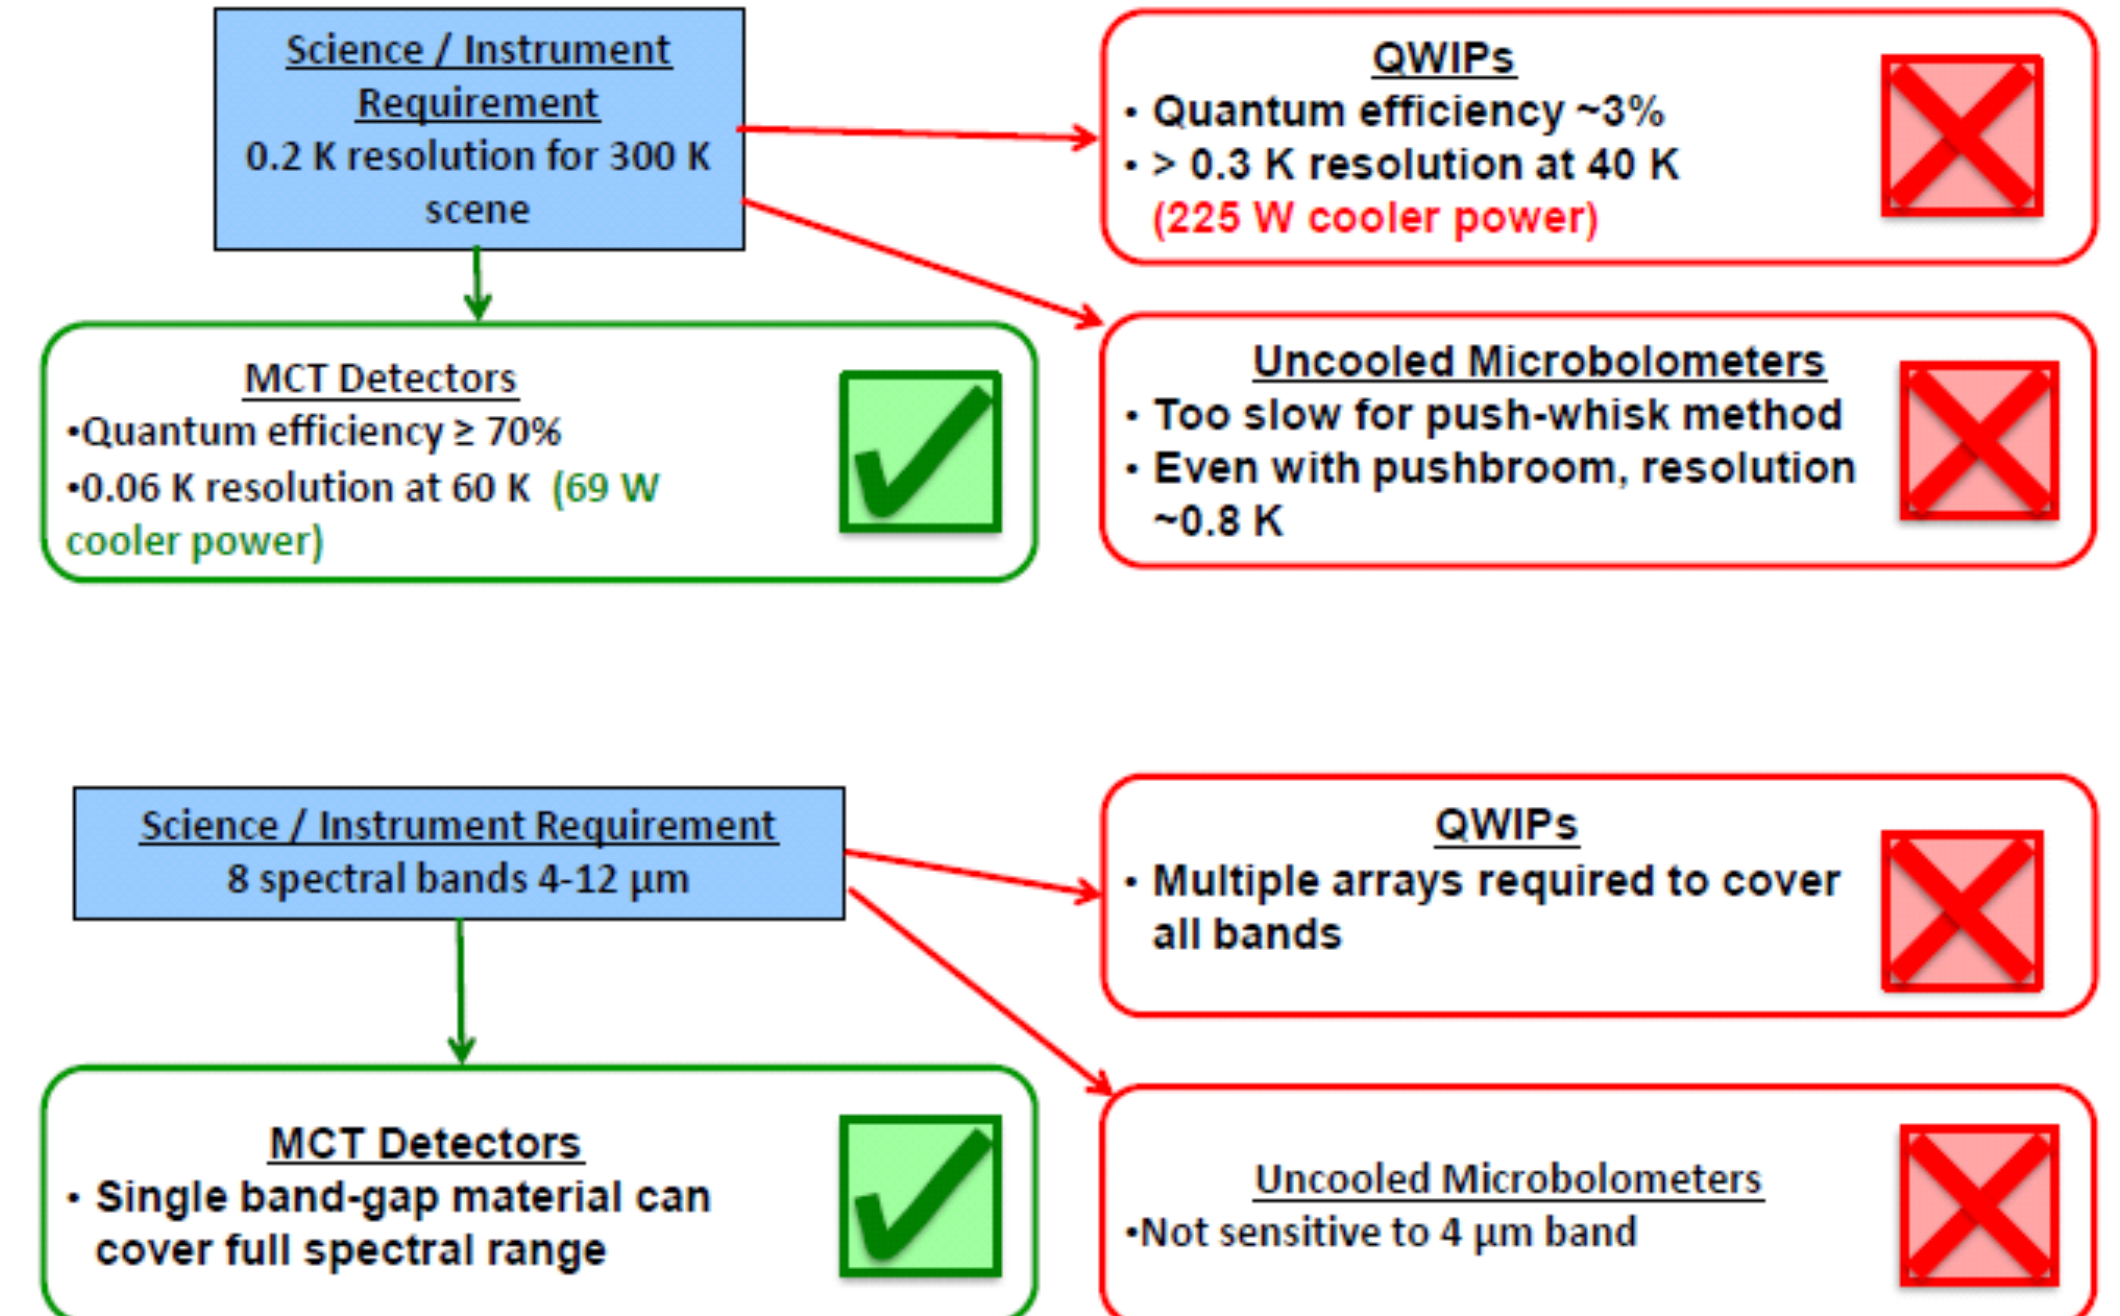 Science / Instrument
Requirement
0.2 K resolution for 300 K
scene
QWIPs
• Quantum efficiency ~3%
• > 0.3 K resolution at 40 K
(225 W cooler power)
MCT Detectors
•Quantum efficiency ≥ 70%
•0.06 K resolution at 60 K (69 W
cooler power)
Uncooled Microbolometers
• Too slow for push-whisk method
• Even with pushbroom, resolution
~0.8 K
Science / Instrument Requirement
8 spectral bands 4-12 µm
QWIPs
• Multiple arrays required to cover
all bands
MCT Detectors
• Single band-gap material can
cover full spectral range
Uncooled Microbolometers
•Not sensitive to 4 µm band